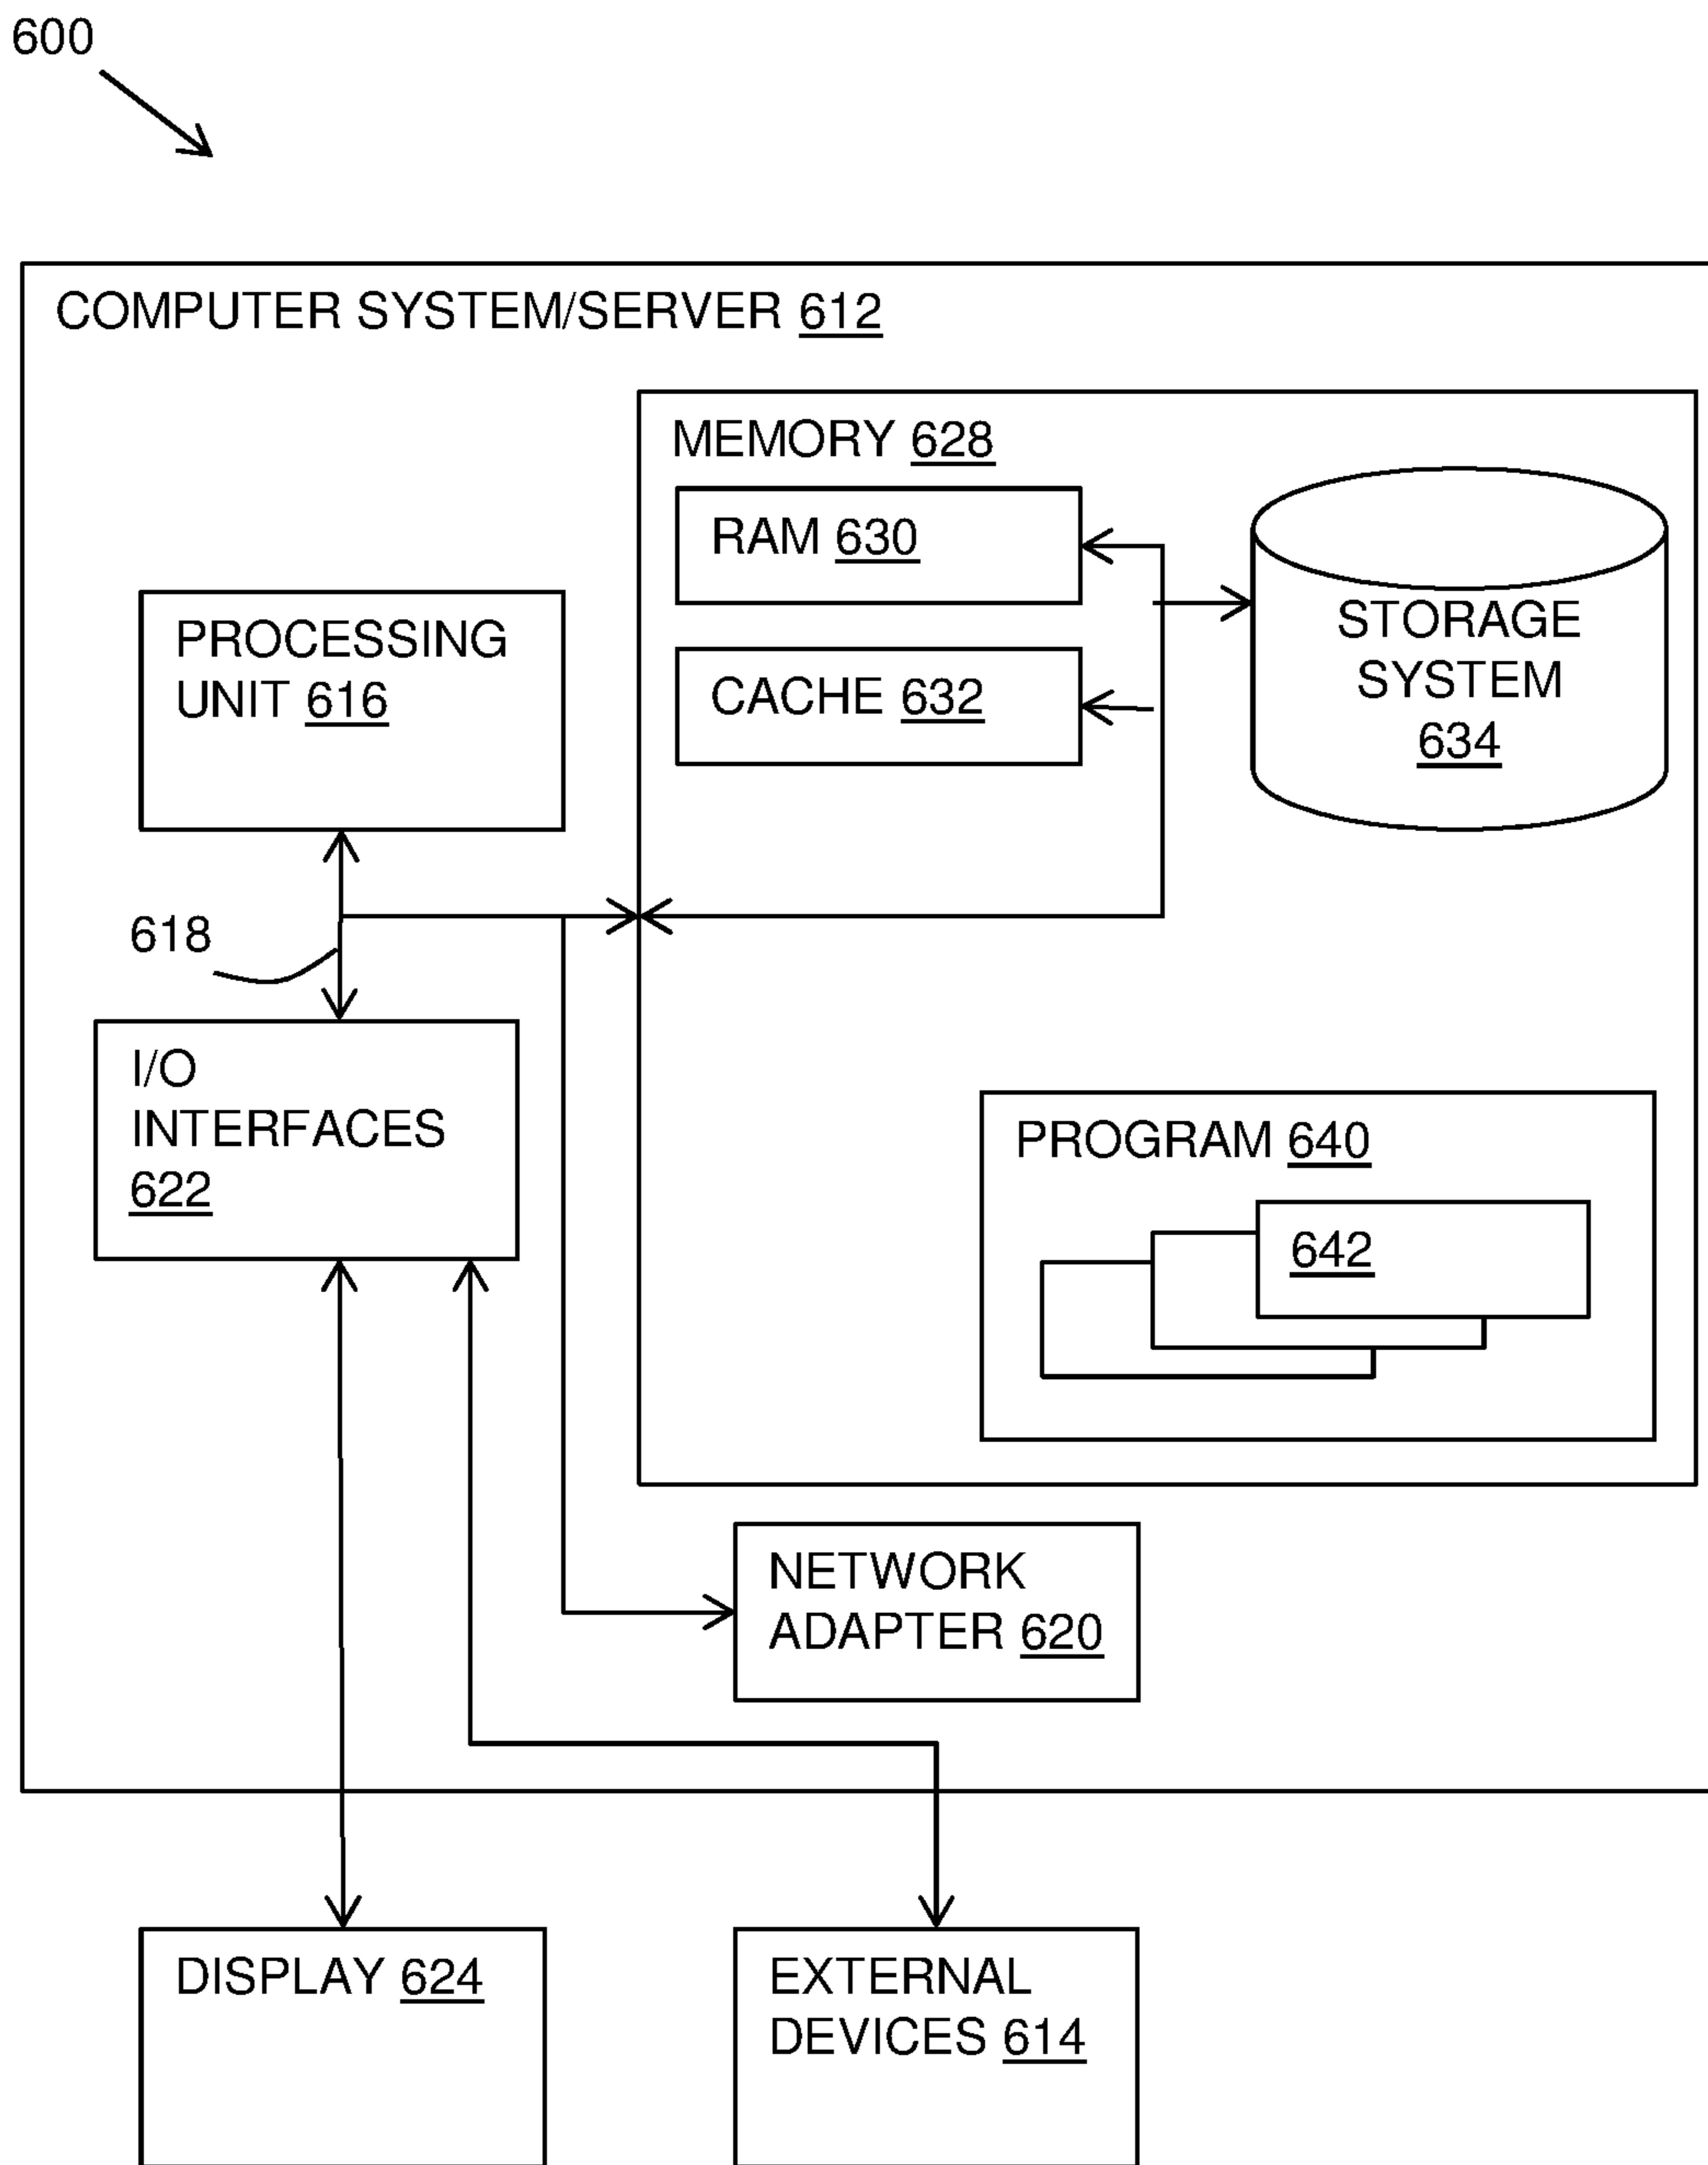 600
COMPUTER SYSTEM/SERVER 612
MEMORY 628
RAM 630
CACHE 632
STORAGE
SYSTEM
634
PROCESSING
UNIT 616
618
I/O
INTERFACES
622
PROGRAM 640
642
NETWORK
ADAPTER 620
DISPLAY 624
EXTERNAL
DEVICES 614